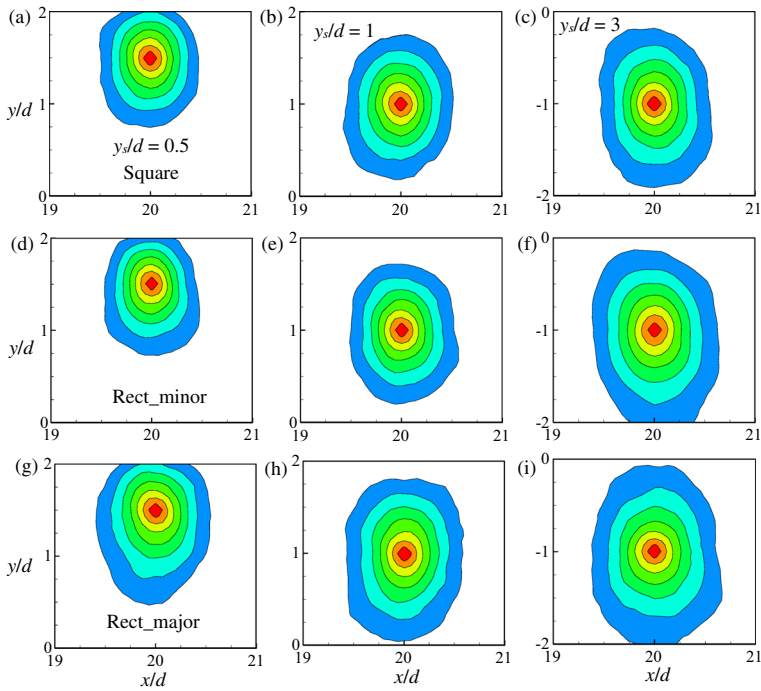 (a)
2
1
0
y/d
yₛ/d = 0.5
Square
19
20
21
(b)
2
1
0
yₛ/d = 1
19
20
21
(c)
-0
-1
-2
yₛ/d = 3
19
20
21
(d)
2
1
0
y/d
Rect_minor
19
20
21
(e)
2
1
0
19
20
21
(f)
0
-1
-2
19
20
21
(g)
2
1
0
y/d
Rect_major
19
20
21
x/d
(h)
2
1
0
19
20
21
x/d
(i)
0
-1
-2
19
20
21
x/d